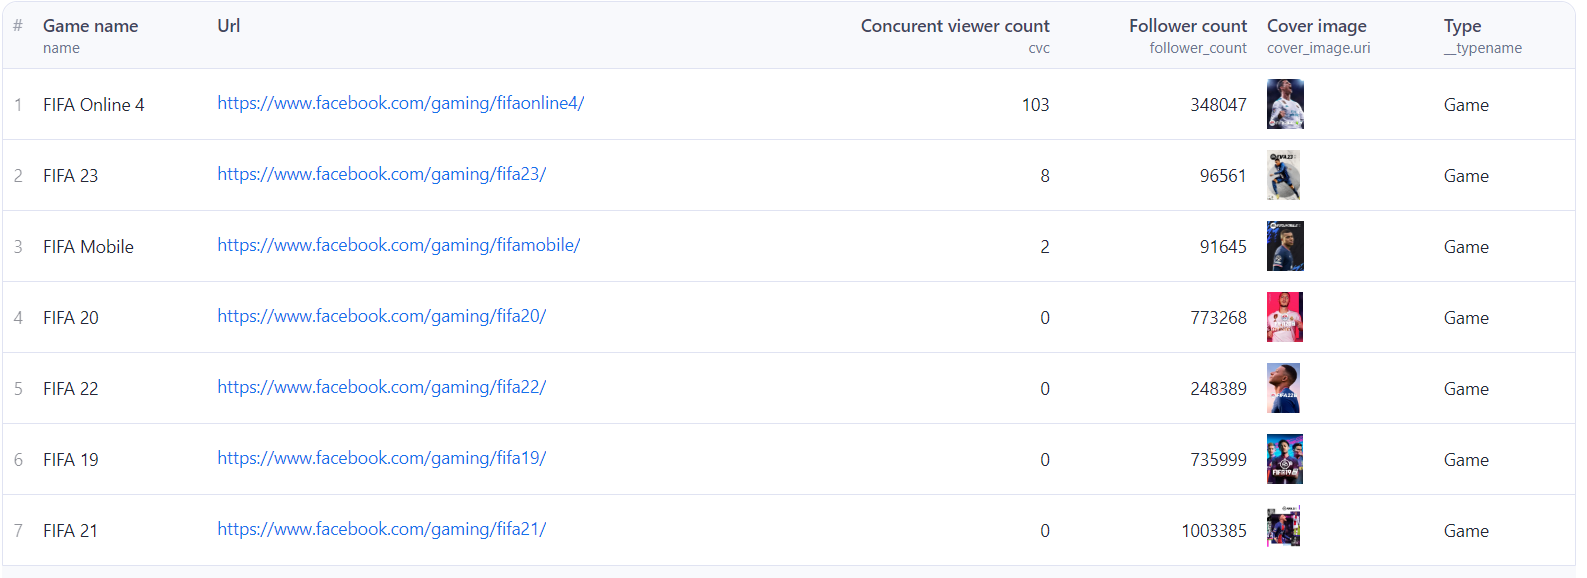 # Game name Url Concurent viewer count Follower count Cover image Type
name cvc follower_count cover_image.uri __typename
1 FIFA Online 4 https://www.facebook.com/gaming/fifaonline4/ 103 348047 Game
2 FIFA 23 https://www.facebook.com/gaming/fifa23/ 8 96561 Game
3 FIFA Mobile https://www.facebook.com/gaming/fifamobile/ 2 91645 Game
4 FIFA 20 https://www.facebook.com/gaming/fifa20/ 0 773268 Game
5 FIFA 22 https://www.facebook.com/gaming/fifa22/ 0 248389 Game
6 FIFA 19 https://www.facebook.com/gaming/fifa19/ 0 735999 Game
7 FIFA 21 https://www.facebook.com/gaming/fifa21/ 0 1003385 Game